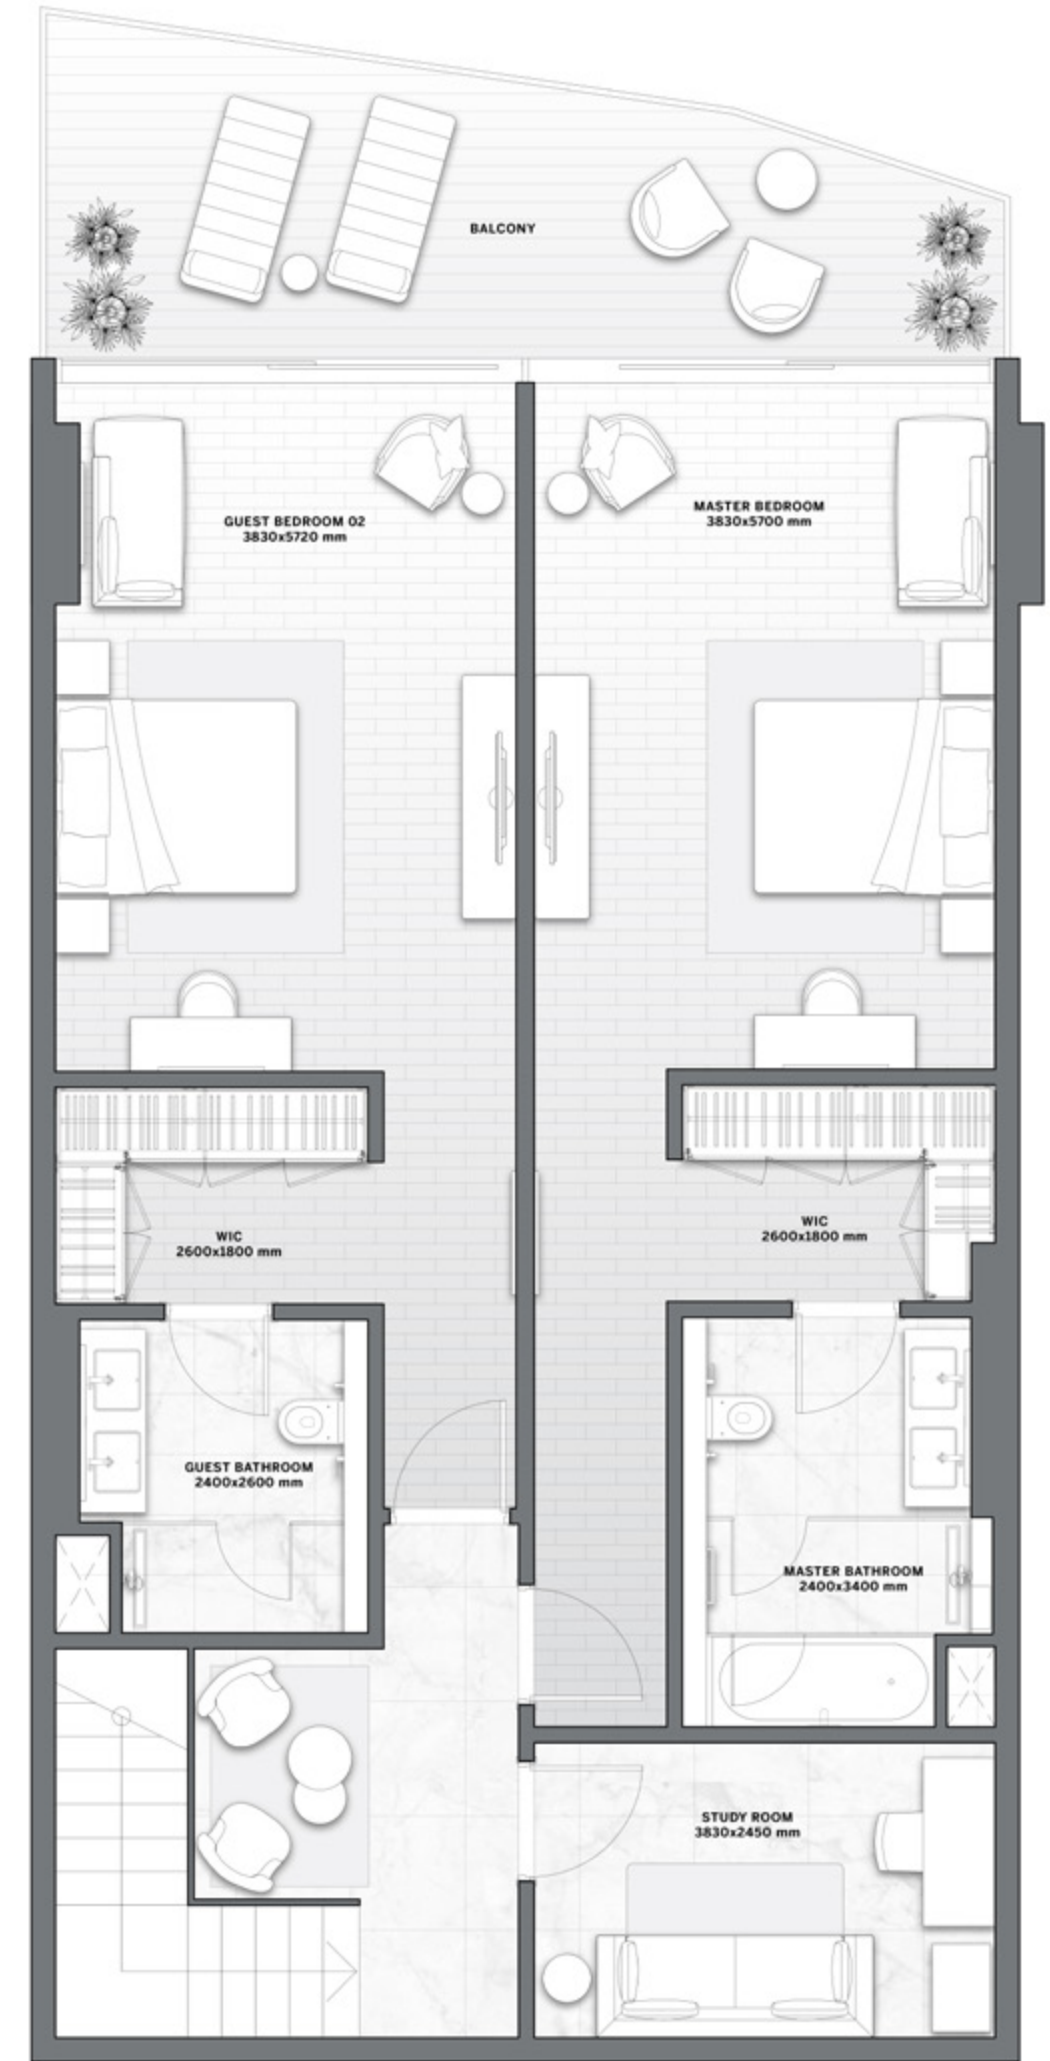 BALCONY
GUEST BEDROOM 02
3830x5720 mm
MASTER BEDROOM
3830x5700 mm
WIC
2600x1800 mm
WIC
2600x1800 mm
GUEST BATHROOM
2400x2600 mm
MASTER BATHROOM
2400x3400 mm
STUDY ROOM
3830x2450 mm